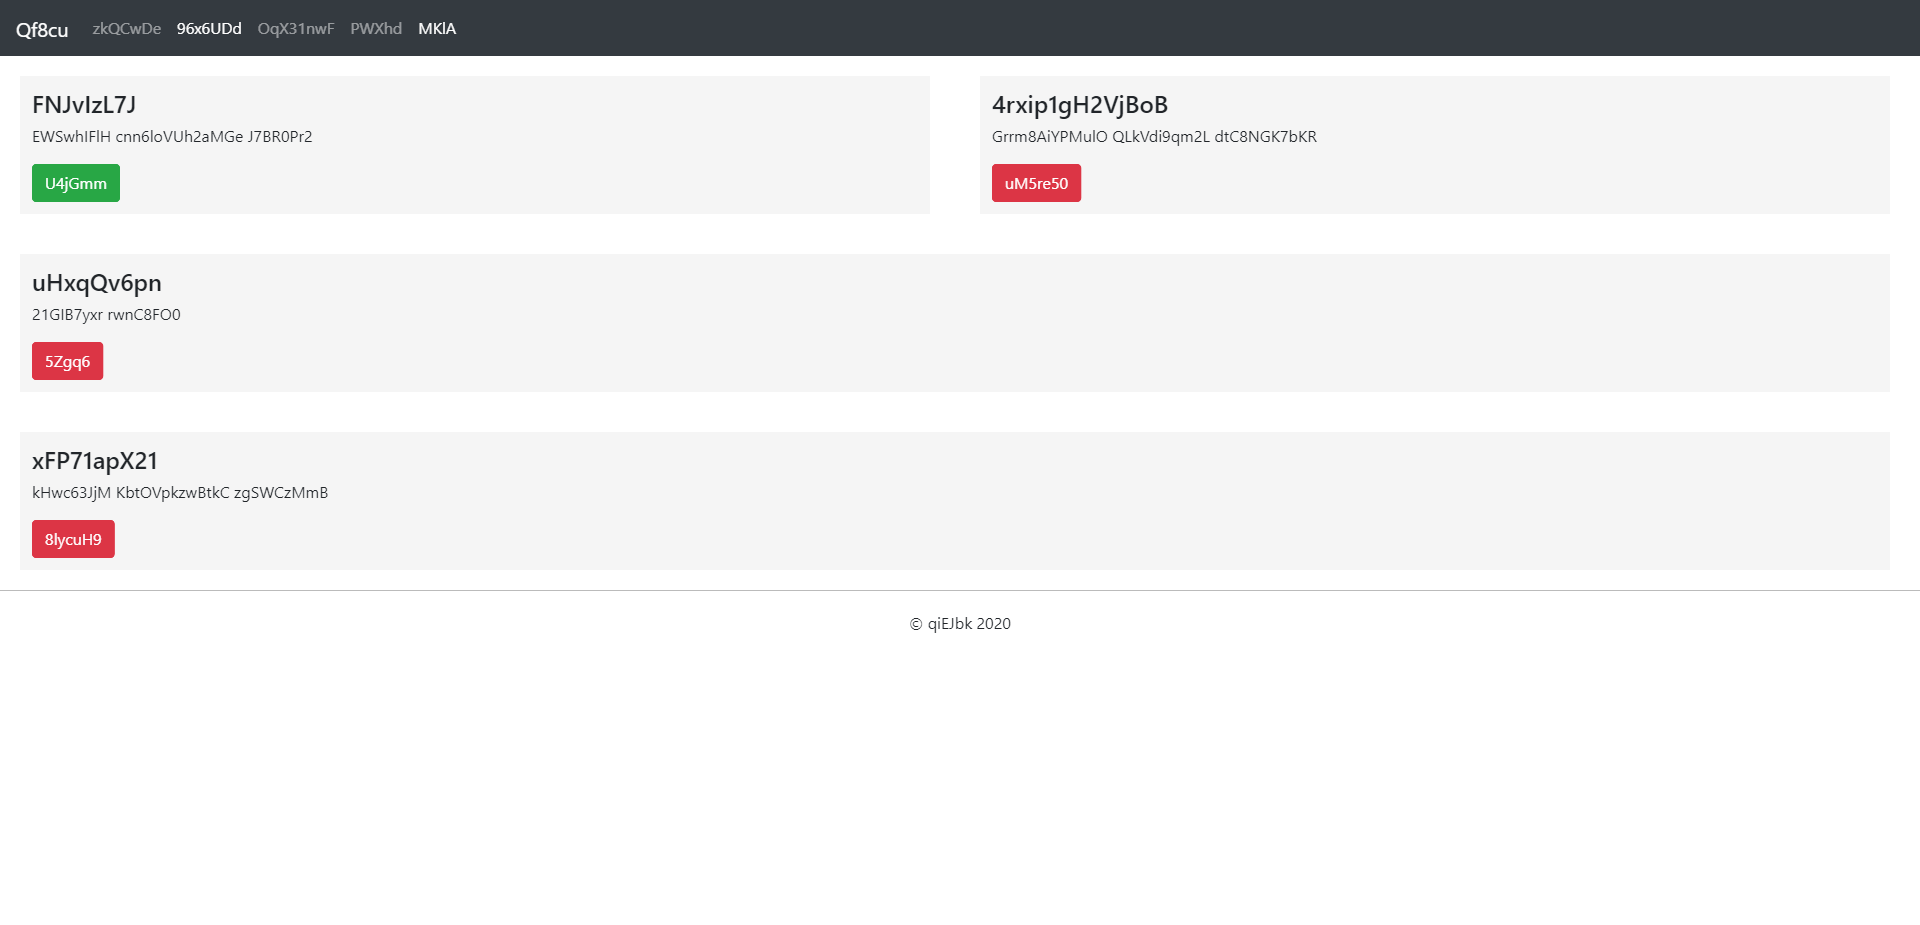 Qf8cu zkQCwDe 96x6UDd OqX31nwF PWXhd MKlA
FNJvIzL7J
EWSwhIFlH cnn6loVUh2aMGe J7BR0Pr2
U4jGmm
4rxip1gH2VjBoB
Grrm8AiYPMulO QLkVdi9qm2L dtC8NGK7bKR
uM5re50
uHxqQv6pn
21GIB7yxr rwnC8FO0
5Zgq6
xFP71apX21
kHwc63JjM KbtOVpkzwBtkC zgSWCzMmB
8lycuH9
© qiEJbk 2020